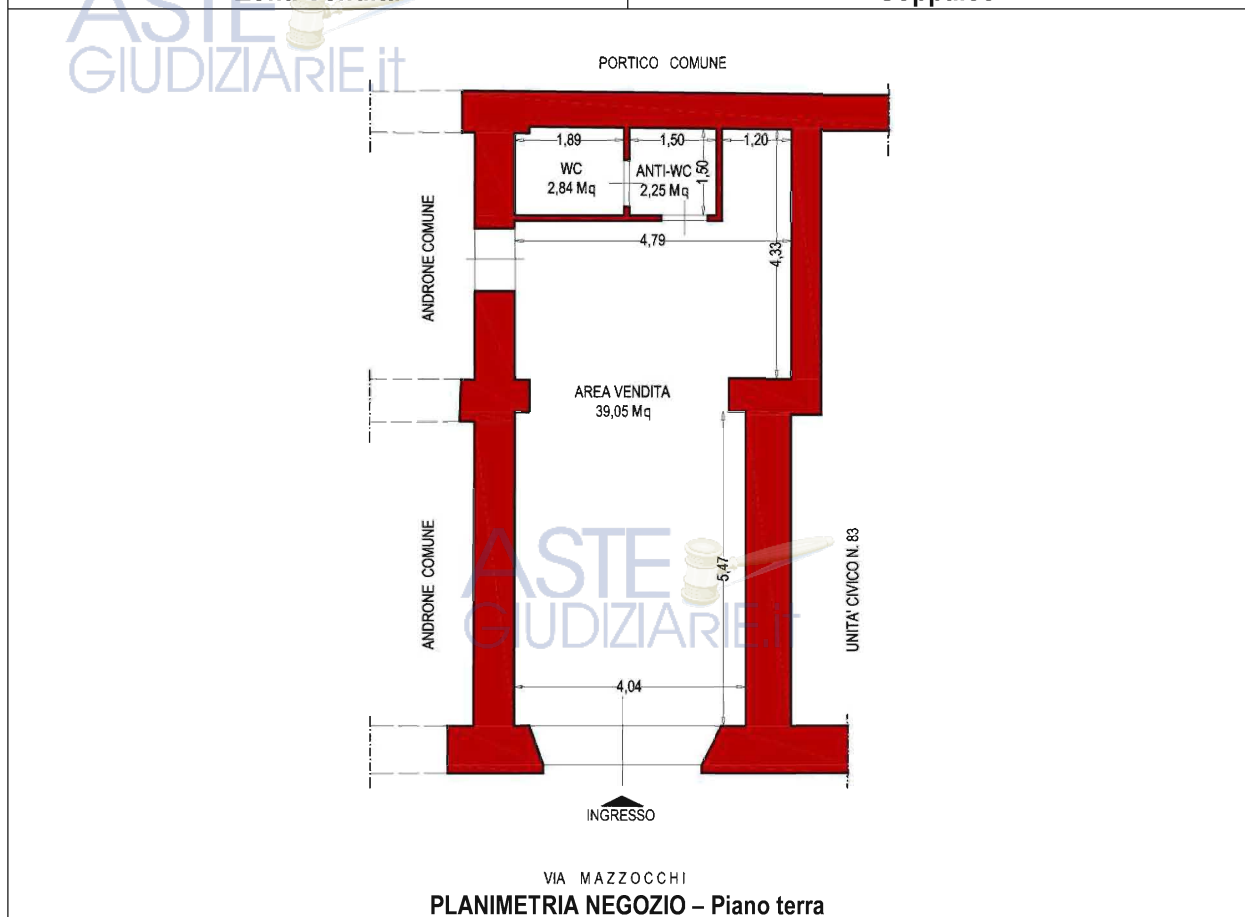 ASTE
GIUDIZIARIE.it
PORTICO COMUNE
1,89
1,50
1,20
WC
2,84 Mq
ANTI-WC
2,25 Mq
1,50
4,79
4,33
ANDRONE COMUNE
AREA VENDITA
39,05 Mq
ANDRONE COMUNE
ASTE
GIUDIZIARIE.it
5,47
UNITA' CIVICO N. 83
4,04
INGRESSO
VIA MAZZOCCHI
PLANIMETRIA NEGOZIO – Piano terra